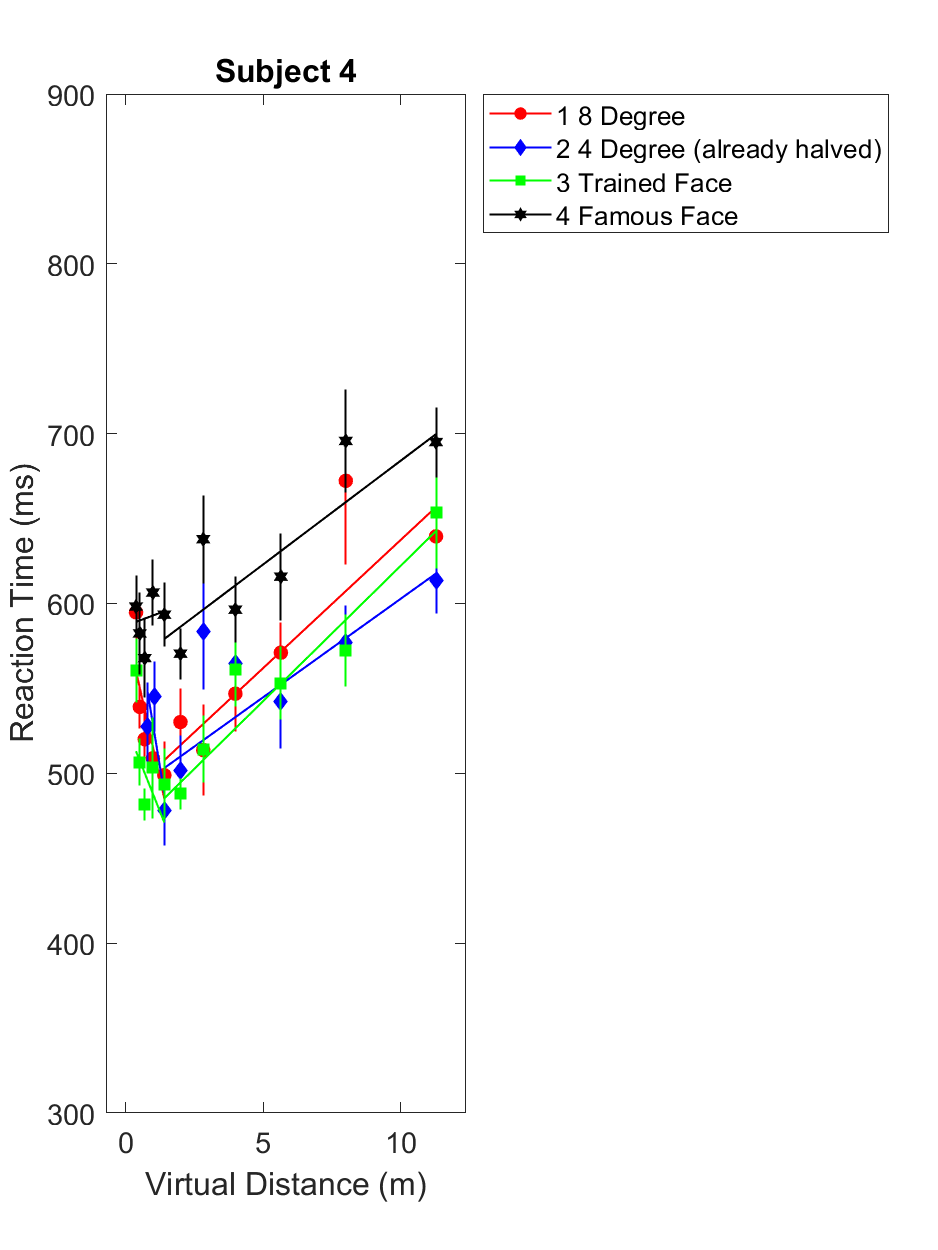 Subject 4
900
800
700
600
500
400
300
0
5
10
Reaction Time (ms)
Virtual Distance (m)
1 8 Degree
2 4 Degree (already halved)
3 Trained Face
4 Famous Face